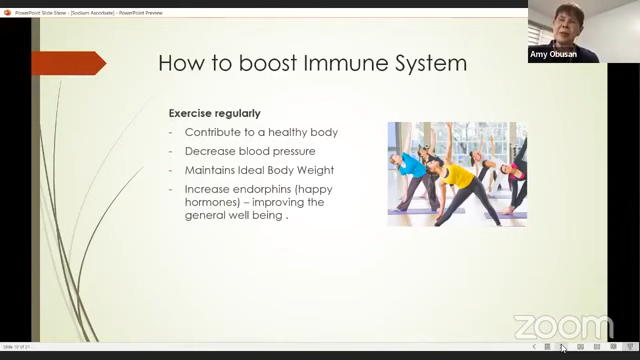 PowerPoint Slide Show - [Sodium Ascorbate] - PowerPoint Preview
Amy Obusan
How to boost Immune System
Exercise regularly
- Contribute to a healthy body
- Decrease blood pressure
- Maintains Ideal Body Weight
- Increase endorphins (happy
hormones) – improving the
general well being .
zoom